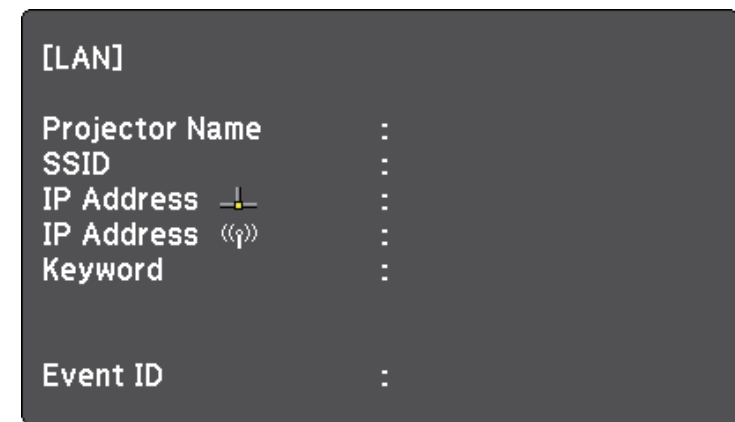 [LAN]
Projector Name :
SSID :
IP Address :
IP Address :
Keyword :
Event ID :